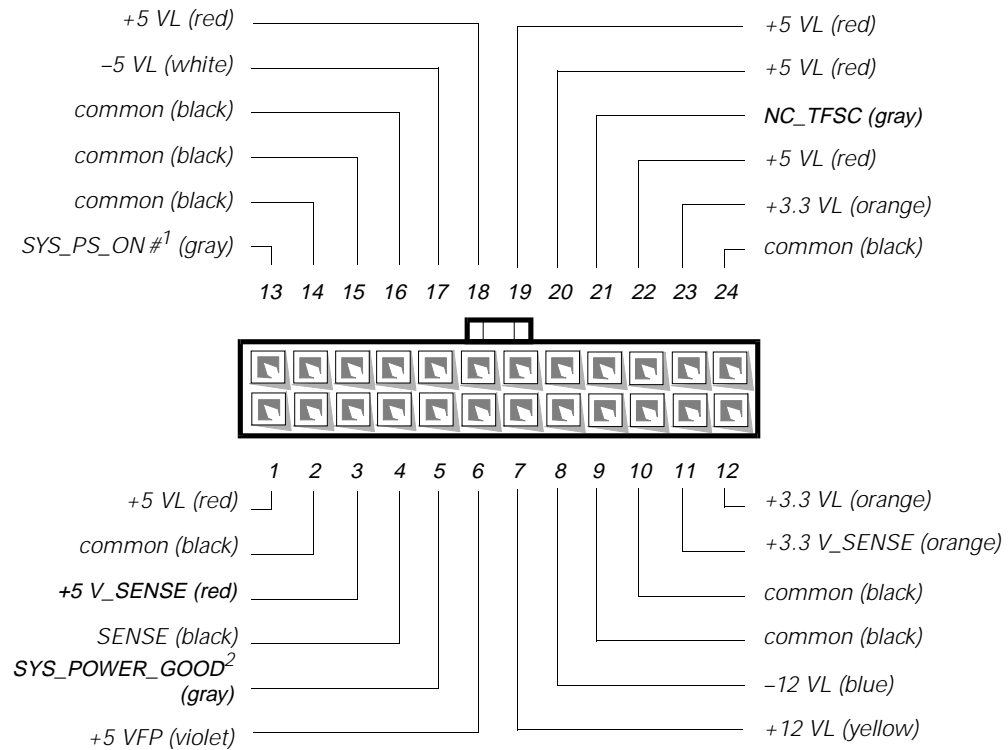 +5 VL (red)
–5 VL (white)
common (black)
common (black)
common (black)
SYS_PS_ON #1 (gray)
+5 VL (red)
+5 VL (red)
NC_TFSC (gray)
+5 VL (red)
+3.3 VL (orange)
common (black)
13 14 15 16 17 18 19 20 21 22 23 24
1 2 3 4 5 6 7 8 9 10 11 12
+5 VL (red)
common (black)
+5 V_SENSE (red)
SENSE (black)
SYS_POWER_GOOD2
(gray)
+5 VFP (violet)
+3.3 VL (orange)
+3.3 V_SENSE (orange)
common (black)
common (black)
–12 VL (blue)
+12 VL (yellow)